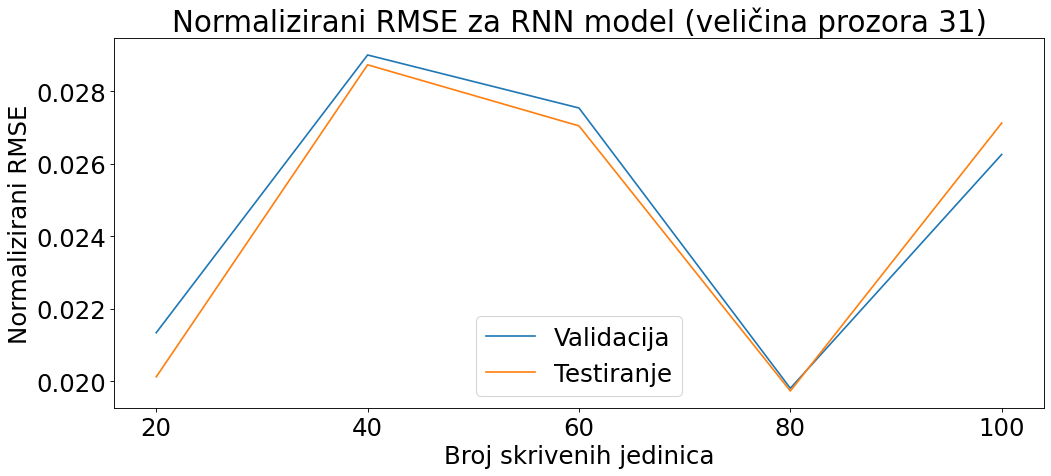 Normalizirani RMSE za RNN model (veličina prozora 31)
Normalizirani RMSE
0.028
0.026
0.024
0.022
0.020
Validacija
Testiranje
20 40 60 80 100
Broj skrivenih jedinica